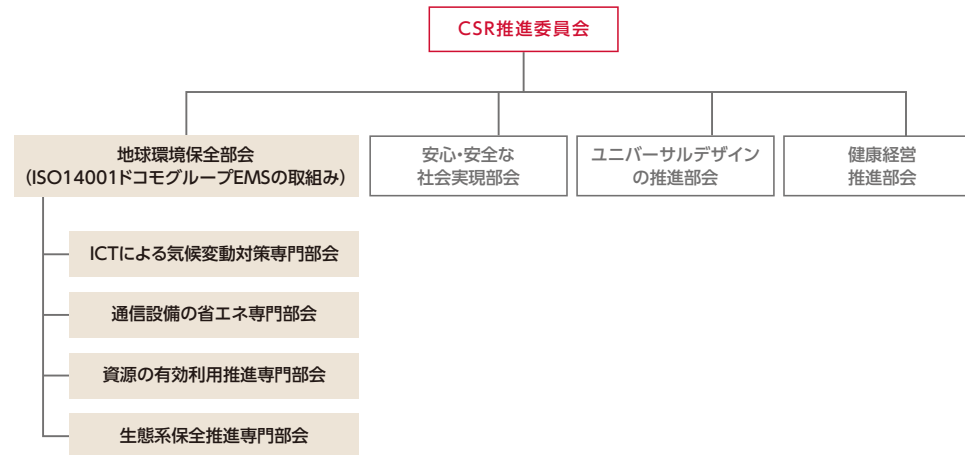 CSR推進委員会
地球環境保全部会
(ISO14001ドコモグループEMSの取組み)
安心・安全な
社会実現部会
ユニバーサルデザイン
の推進部会
健康経営
推進部会
ICTによる気候変動対策専門部会
通信設備の省エネ専門部会
資源の有効利用推進専門部会
生態系保全推進専門部会